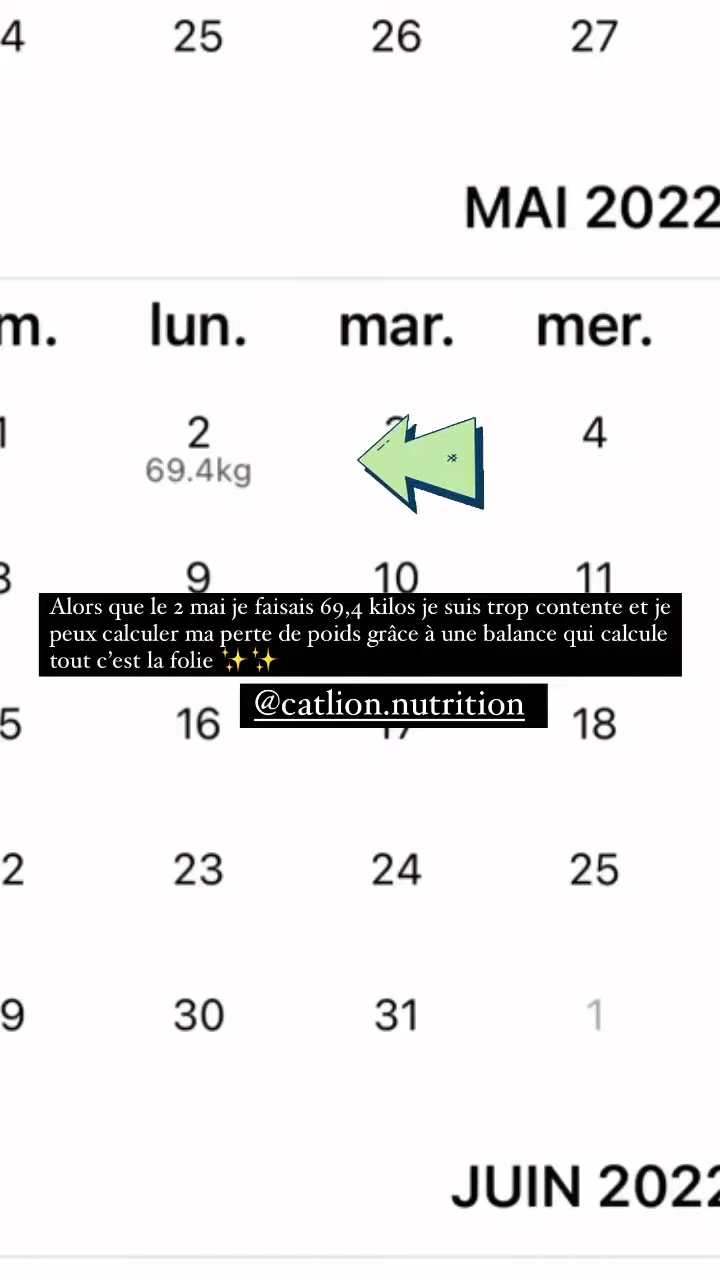 4 25 26 27
MAI 2022
m. lun. mar. mer.
1 2 4
69.4kg
9 10 11
Alors que le 2 mai je faisais 69,4 kilos je suis trop contente et je
peux calculer ma perte de poids grâce à une balance qui calcule
tout c’est la folie ✨✨
@catlion.nutrition
5 16 17 18
2 23 24 25
9 30 31 1
JUIN 2022